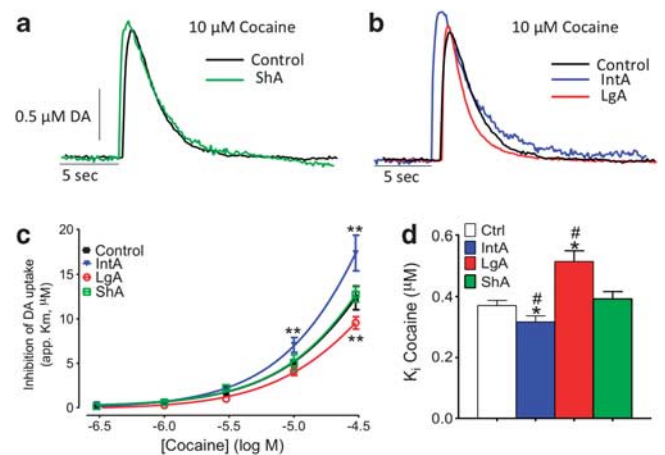 a
10 µM Cocaine
Control
ShA
0.5 µM DA
5 sec
b
10 µM Cocaine
Control
IntA
LgA
5 sec
c
Control
IntA
LgA
ShA
Inhibition of DA uptake
(app. Km, µM)
20
15
10
5
0
-6.5
-6.0
-5.5
-5.0
-4.5
[Cocaine] (log M)
**
**
**
d
Ctrl
IntA
LgA
ShA
Ki Cocaine (µM)
0.6
0.4
0.2
0.0
#
*
#
*